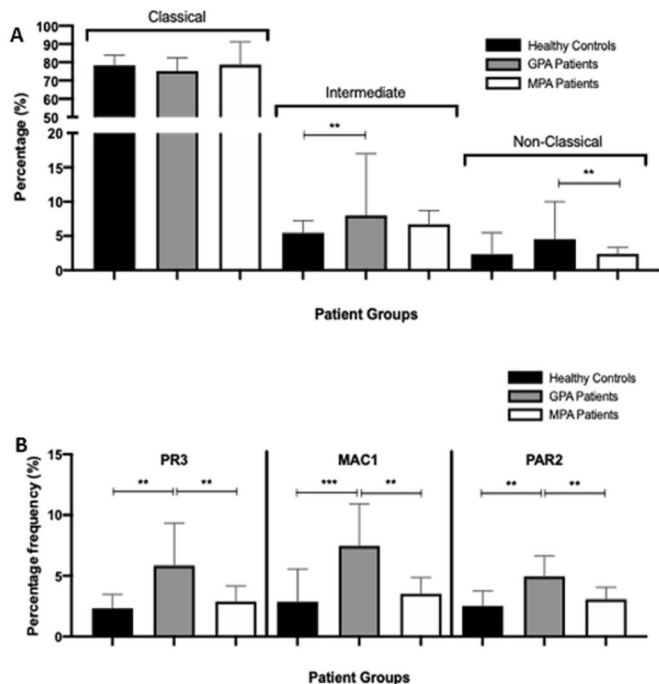 A
Classical
Healthy Controls
GPA Patients
MPA Patients
Intermediate
Non-Classical
**
**
Percentage (%)
100
90
80
70
60
50
40
20
15
10
5
0
Patient Groups
Healthy Controls
GPA Patients
MPA Patients
B
PR3
MAC1
PAR2
** ** *** ** ** **
Percentage frequency (%)
15
10
5
0
Patient Groups